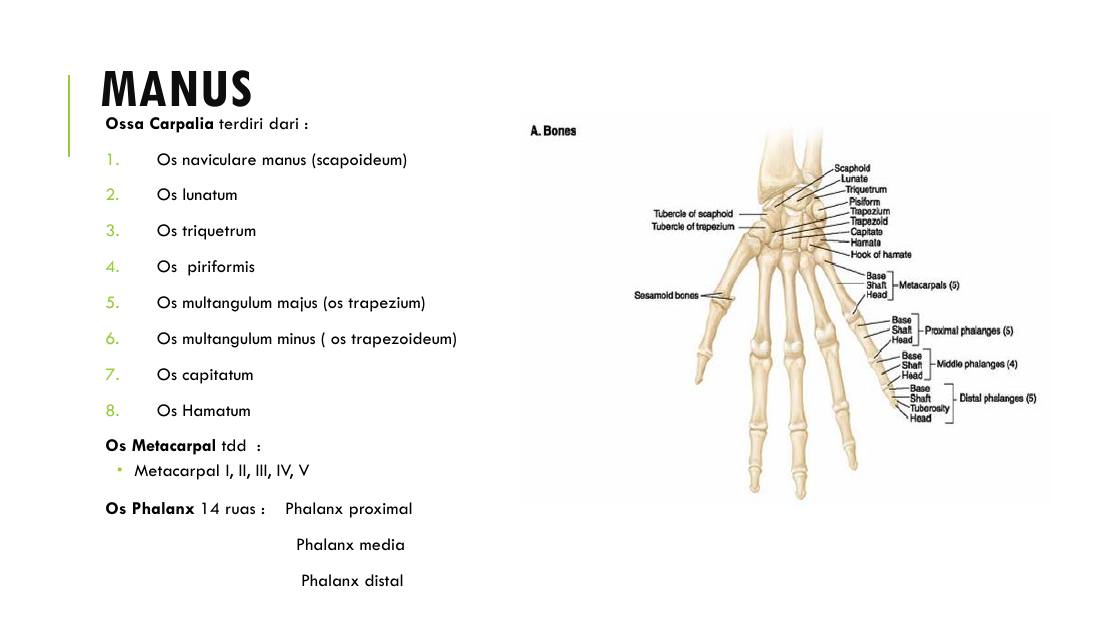 MANUS
Ossa Carpalia terdiri dari :
1. Os naviculare manus (scapoideum)
2. Os lunatum
3. Os triquetrum
4. Os piriformis
5. Os multangulum majus (os trapezium)
6. Os multangulum minus ( os trapezoideum)
7. Os capitatum
8. Os Hamatum
Os Metacarpal tdd :
• Metacarpal I, II, III, IV, V
Os Phalanx 14 ruas : Phalanx proximal
Phalanx media
Phalanx distal
A. Bones
Scaphoid
Lunate
Triquetrum
Pisiform
Trapezium
Trapezoid
Capitate
Hamate
Hook of hamate
Tubercle of scaphoid
Tubercle of trapezium
Sesamoid bones
Base
Shaft
Head
Metacarpals (5)
Base
Shaft
Head
Proximal phalanges (5)
Base
Shaft
Head
Middle phalanges (4)
Base
Shaft
Tuberosity
Head
Distal phalanges (5)